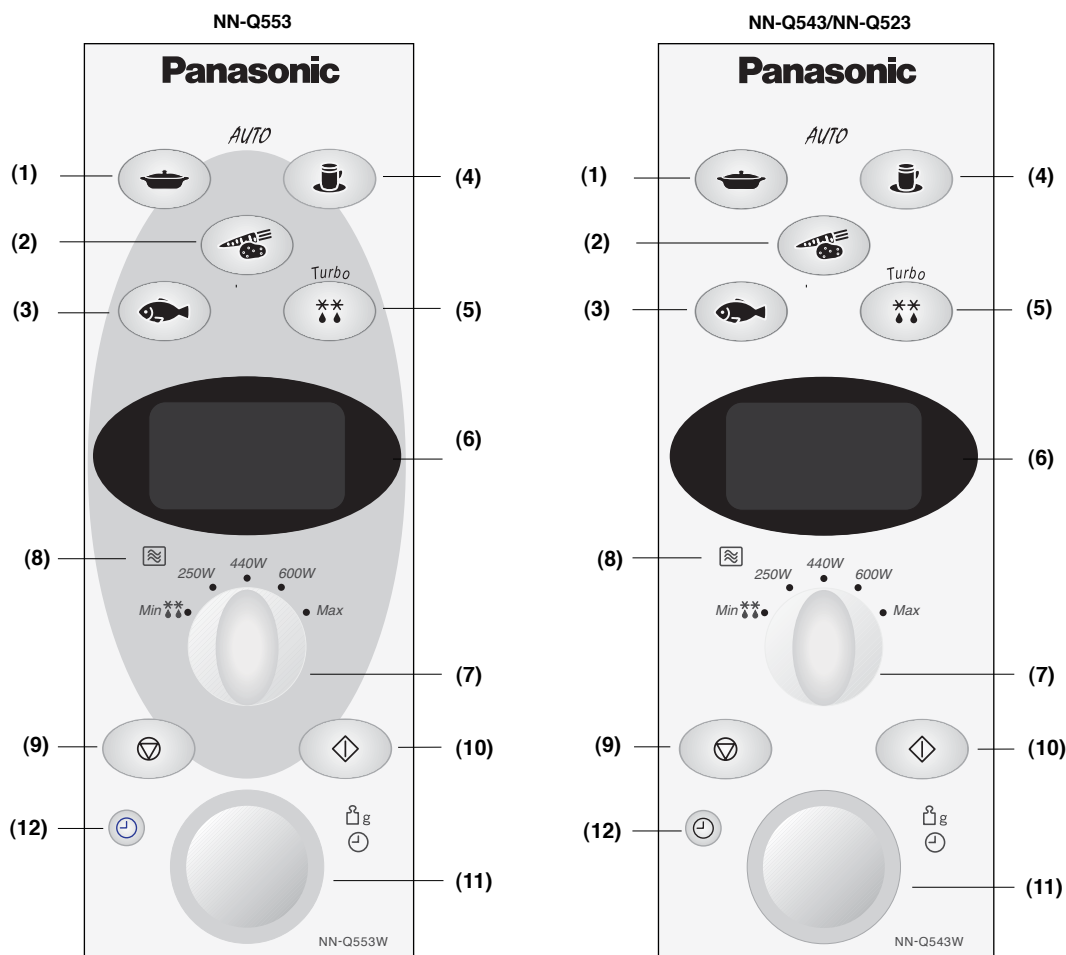 NN-Q553
Panasonic
AUTO
(1)
(4)
(2)
Turbo
(3)
(5)
(6)
(8)
440W
250W
600W
Min
Max
(7)
(9)
(10)
(12)
g
(11)
NN-Q553W
NN-Q543/NN-Q523
Panasonic
AUTO
(1)
(4)
(2)
Turbo
(3)
(5)
(6)
(8)
440W
250W
600W
Min
Max
(7)
(9)
(10)
(12)
g
(11)
NN-Q543W